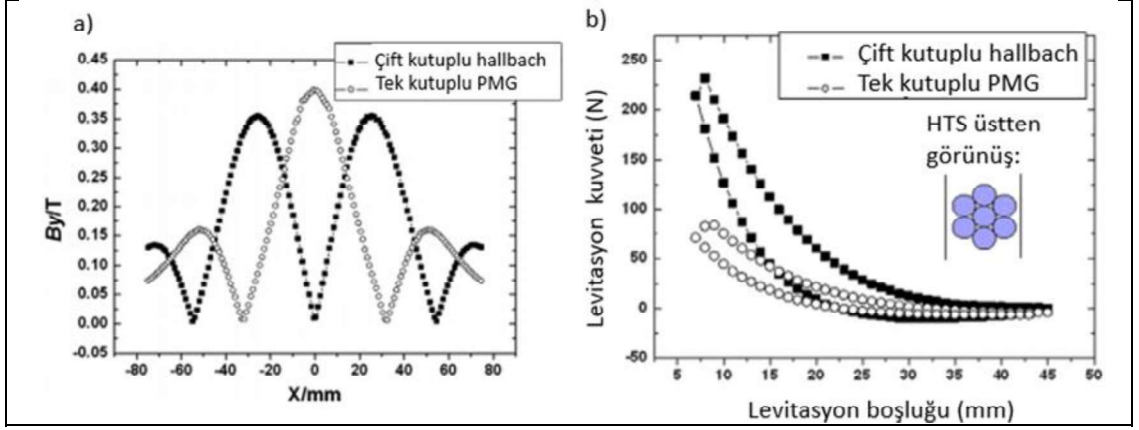 a)
Çift kutuplu hallbach
Tek kutuplu PMG
0.45
0.40
0.35
0.30
0.25
0.20
0.15
0.10
0.05
0.00
-0.05
By/T
-80 -60 -40 -20 0 20 40 60 80
X/mm
b)
Çift kutuplu hallbach
Tek kutuplu PMG
250
200
150
100
50
0
-50
Levitasyon kuvveti (N)
HTS üstten
görünüş:
5 10 15 20 25 30 35 40 45 50
Levitasyon boşluğu (mm)